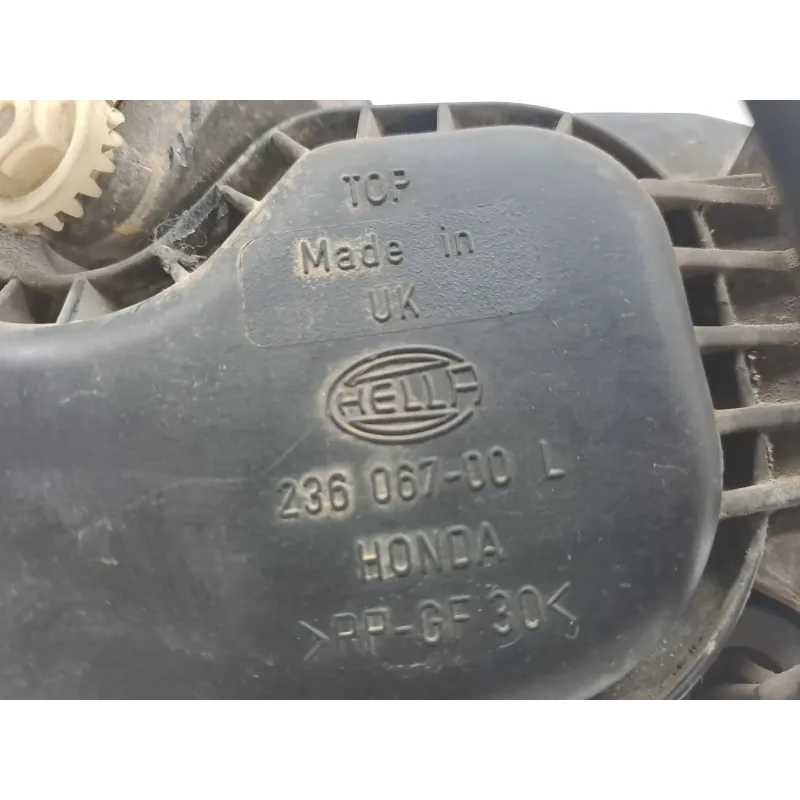 TOP
Made in
UK
HELLA
236 067-00 L
HONDA
>PP-GF 30<